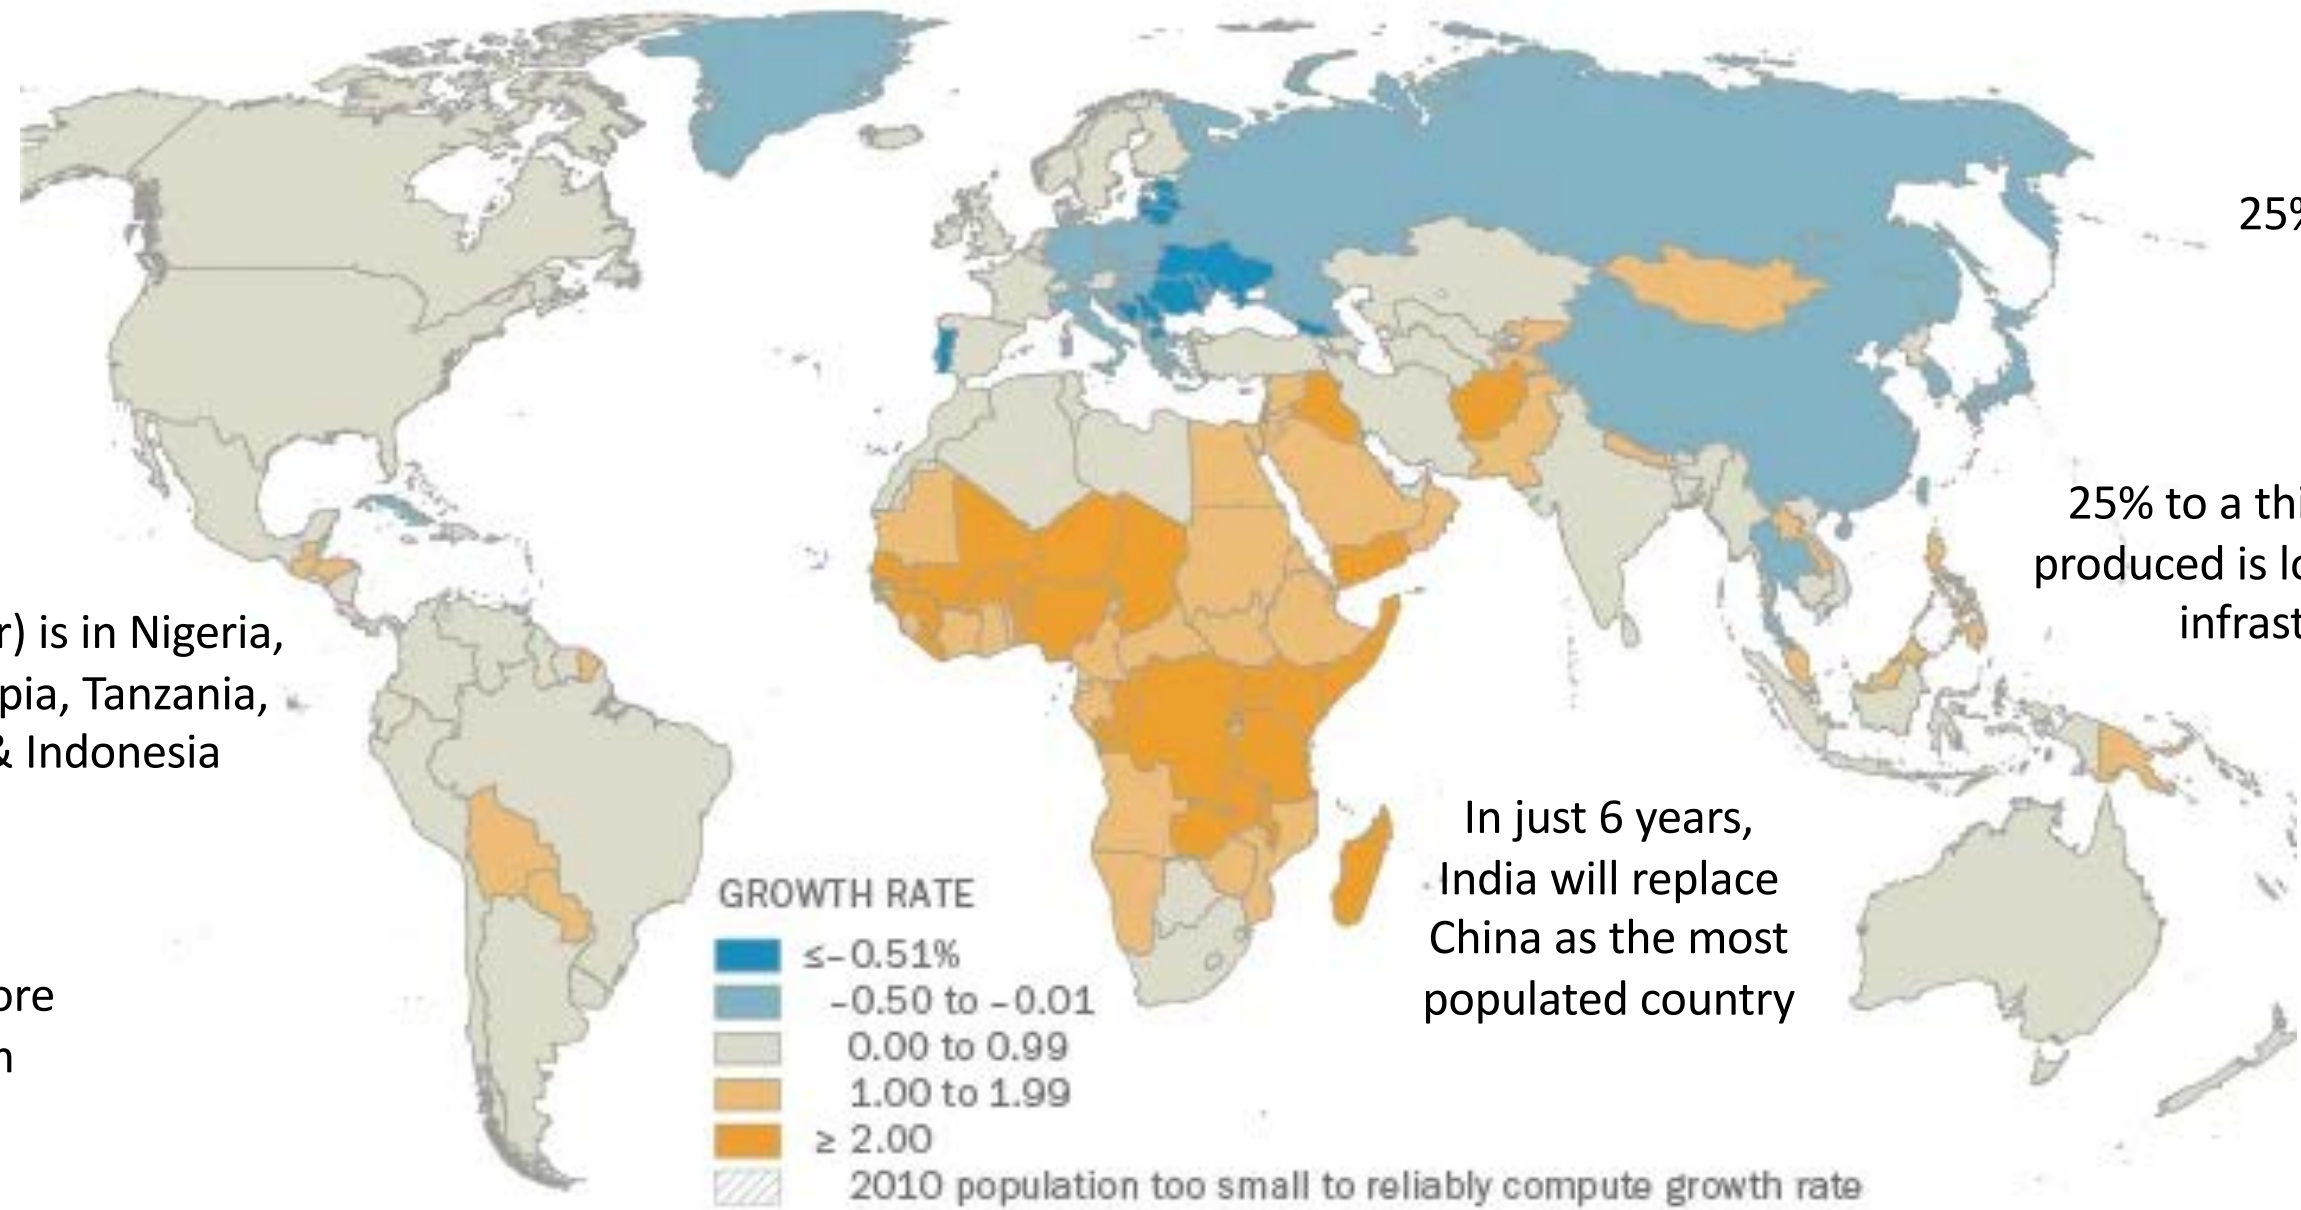 25%
25% to a thi
produced is lo
infrast
r) is in Nigeria,
pia, Tanzania,
& Indonesia
In just 6 years,
India will replace
China as the most
populated country
ore
n
GROWTH RATE
≤–0.51%
–0.50 to –0.01
0.00 to 0.99
1.00 to 1.99
≥ 2.00
2010 population too small to reliably compute growth rate